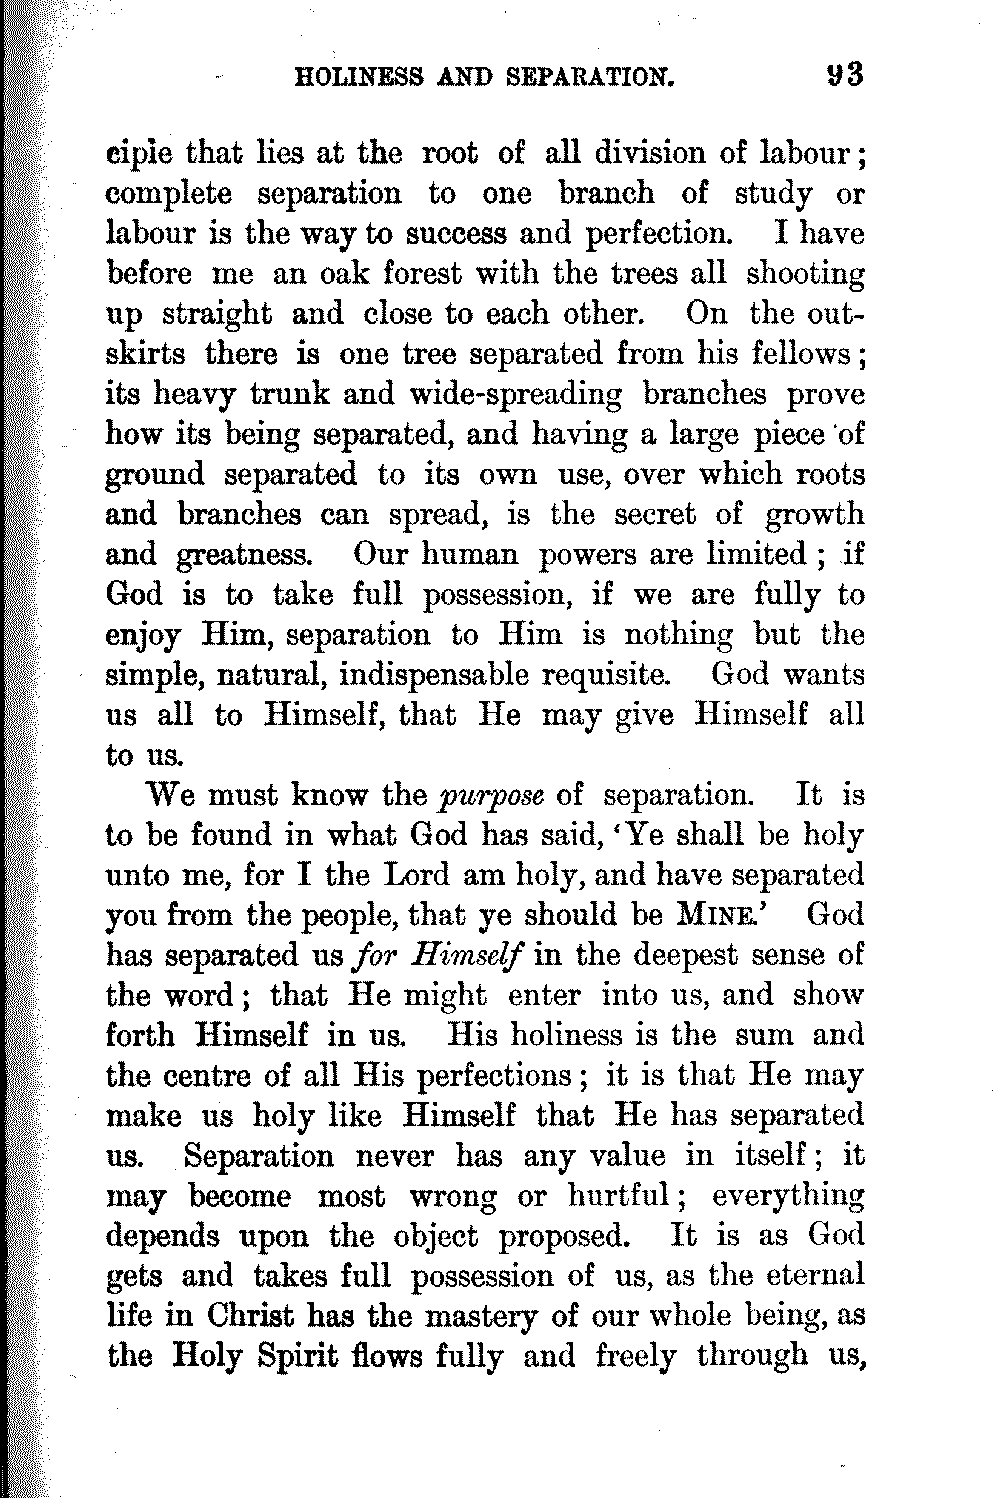 HOLINESS AND SEPARATION. 93
ciple that lies at the root of all division of labour;
complete separation to one branch of study or
labour is the way to success and perfection. I have
before me an oak forest with the trees all shooting
up straight and close to each other. On the out-
skirts there is one tree separated from his fellows;
its heavy trunk and wide-spreading branches prove
how its being separated, and having a large piece of
ground separated to its own use, over which roots
and branches can spread, is the secret of growth
and greatness. Our human powers are limited; if
God is to take full possession, if we are fully to
enjoy Him, separation to Him is nothing but the
simple, natural, indispensable requisite. God wants
us all to Himself, that He may give Himself all
to us.
We must know the purpose of separation. It is
to be found in what God has said, ‘Ye shall be holy
unto me, for I the Lord am holy, and have separated
you from the people, that ye should be MINE.’ God
has separated us for Himself in the deepest sense of
the word; that He might enter into us, and show
forth Himself in us. His holiness is the sum and
the centre of all His perfections; it is that He may
make us holy like Himself that He has separated
us. Separation never has any value in itself; it
may become most wrong or hurtful; everything
depends upon the object proposed. It is as God
gets and takes full possession of us, as the eternal
life in Christ has the mastery of our whole being, as
the Holy Spirit flows fully and freely through us,